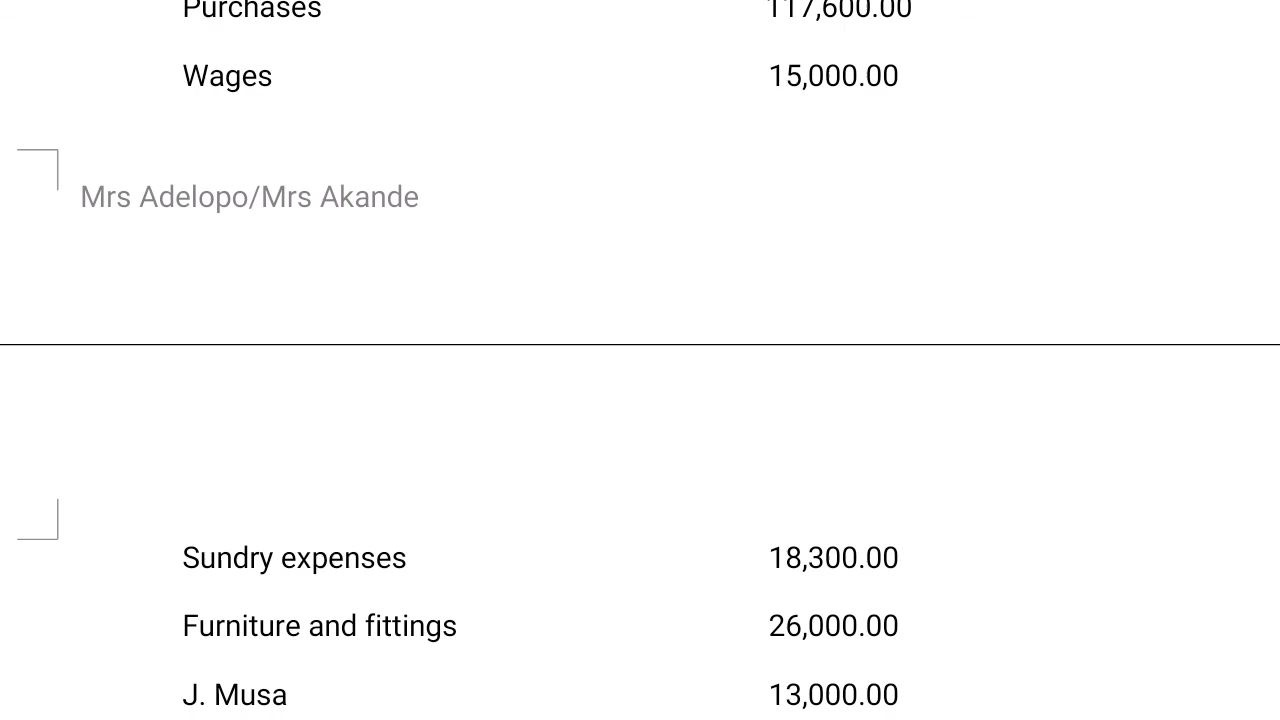 Purchases 117,600.00
Wages 15,000.00
Mrs Adelopo/Mrs Akande
Sundry expenses 18,300.00
Furniture and fittings 26,000.00
J. Musa 13,000.00